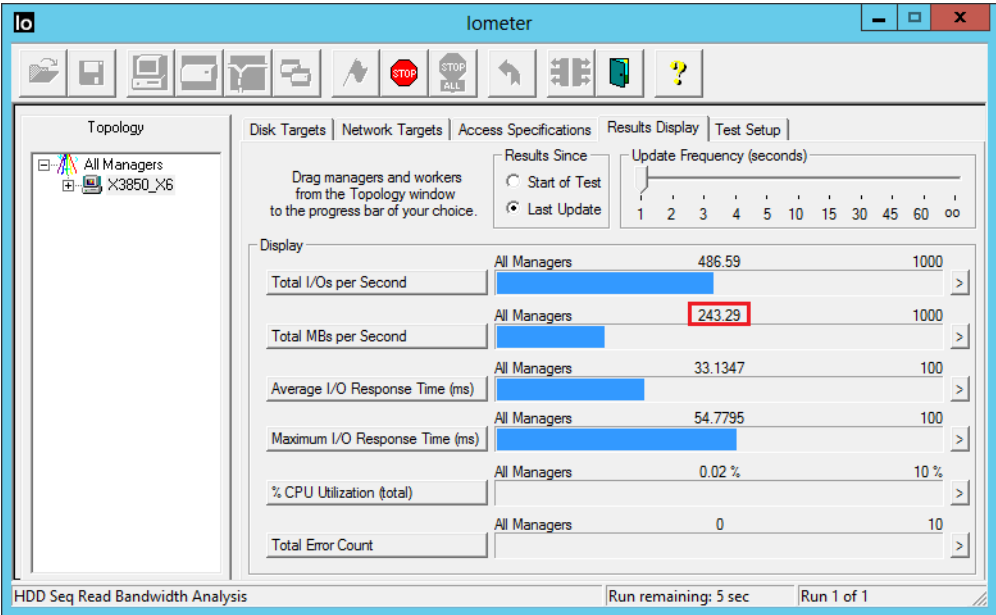 Io
Iometer
STOP
STOP
ALL
?
Topology
All Managers
X3850_X6
Disk Targets
Network Targets
Access Specifications
Results Display
Test Setup
Drag managers and workers
from the Topology window
to the progress bar of your choice.
Results Since
Start of Test
Last Update
Update Frequency (seconds)
1 2 3 4 5 10 15 30 45 60 oo
Display
All Managers 486.59 1000
Total I/Os per Second >
All Managers 243.29 1000
Total MBs per Second >
All Managers 33.1347 100
Average I/O Response Time (ms) >
All Managers 54.7795 100
Maximum I/O Response Time (ms) >
All Managers 0.02 % 10 %
% CPU Utilization (total) >
All Managers 0 10
Total Error Count >
HDD Seq Read Bandwidth Analysis
Run remaining: 5 sec
Run 1 of 1